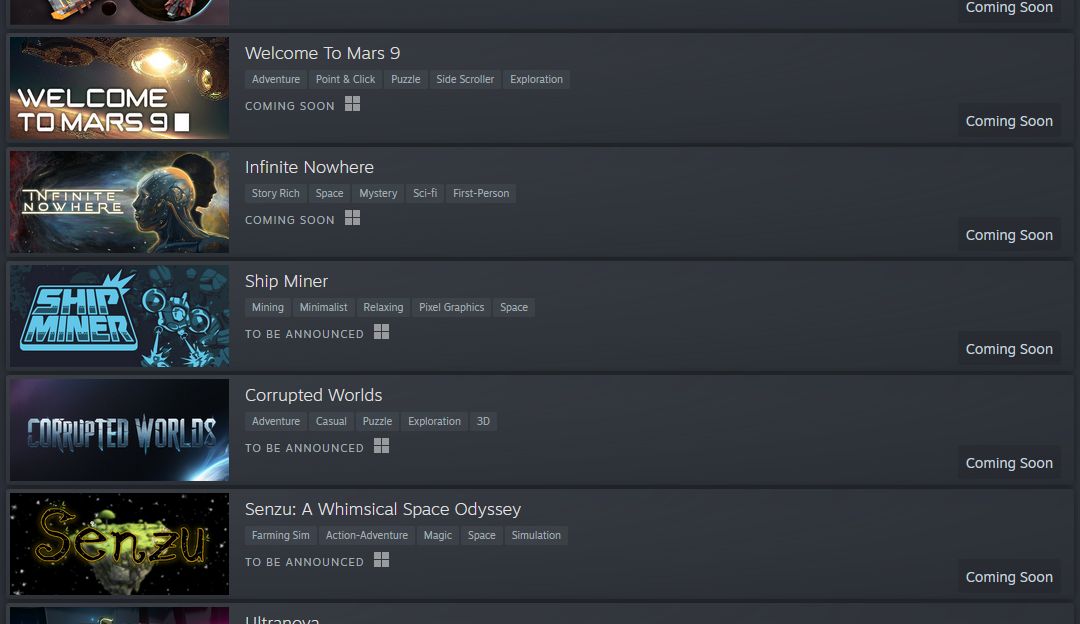 Coming Soon
Welcome To Mars 9
WELCOME
TO MARS 9
Adventure Point & Click Puzzle Side Scroller Exploration
COMING SOON
Coming Soon
Infinite Nowhere
INFINITE
NOWHERE
Story Rich Space Mystery Sci-fi First-Person
COMING SOON
Coming Soon
Ship Miner
SHIP
MINER
Mining Minimalist Relaxing Pixel Graphics Space
TO BE ANNOUNCED
Coming Soon
Corrupted Worlds
CORRUPTED WORLDS
Adventure Casual Puzzle Exploration 3D
TO BE ANNOUNCED
Coming Soon
Senzu: A Whimsical Space Odyssey
Senzu
Farming Sim Action-Adventure Magic Space Simulation
TO BE ANNOUNCED
Coming Soon
Ultranova